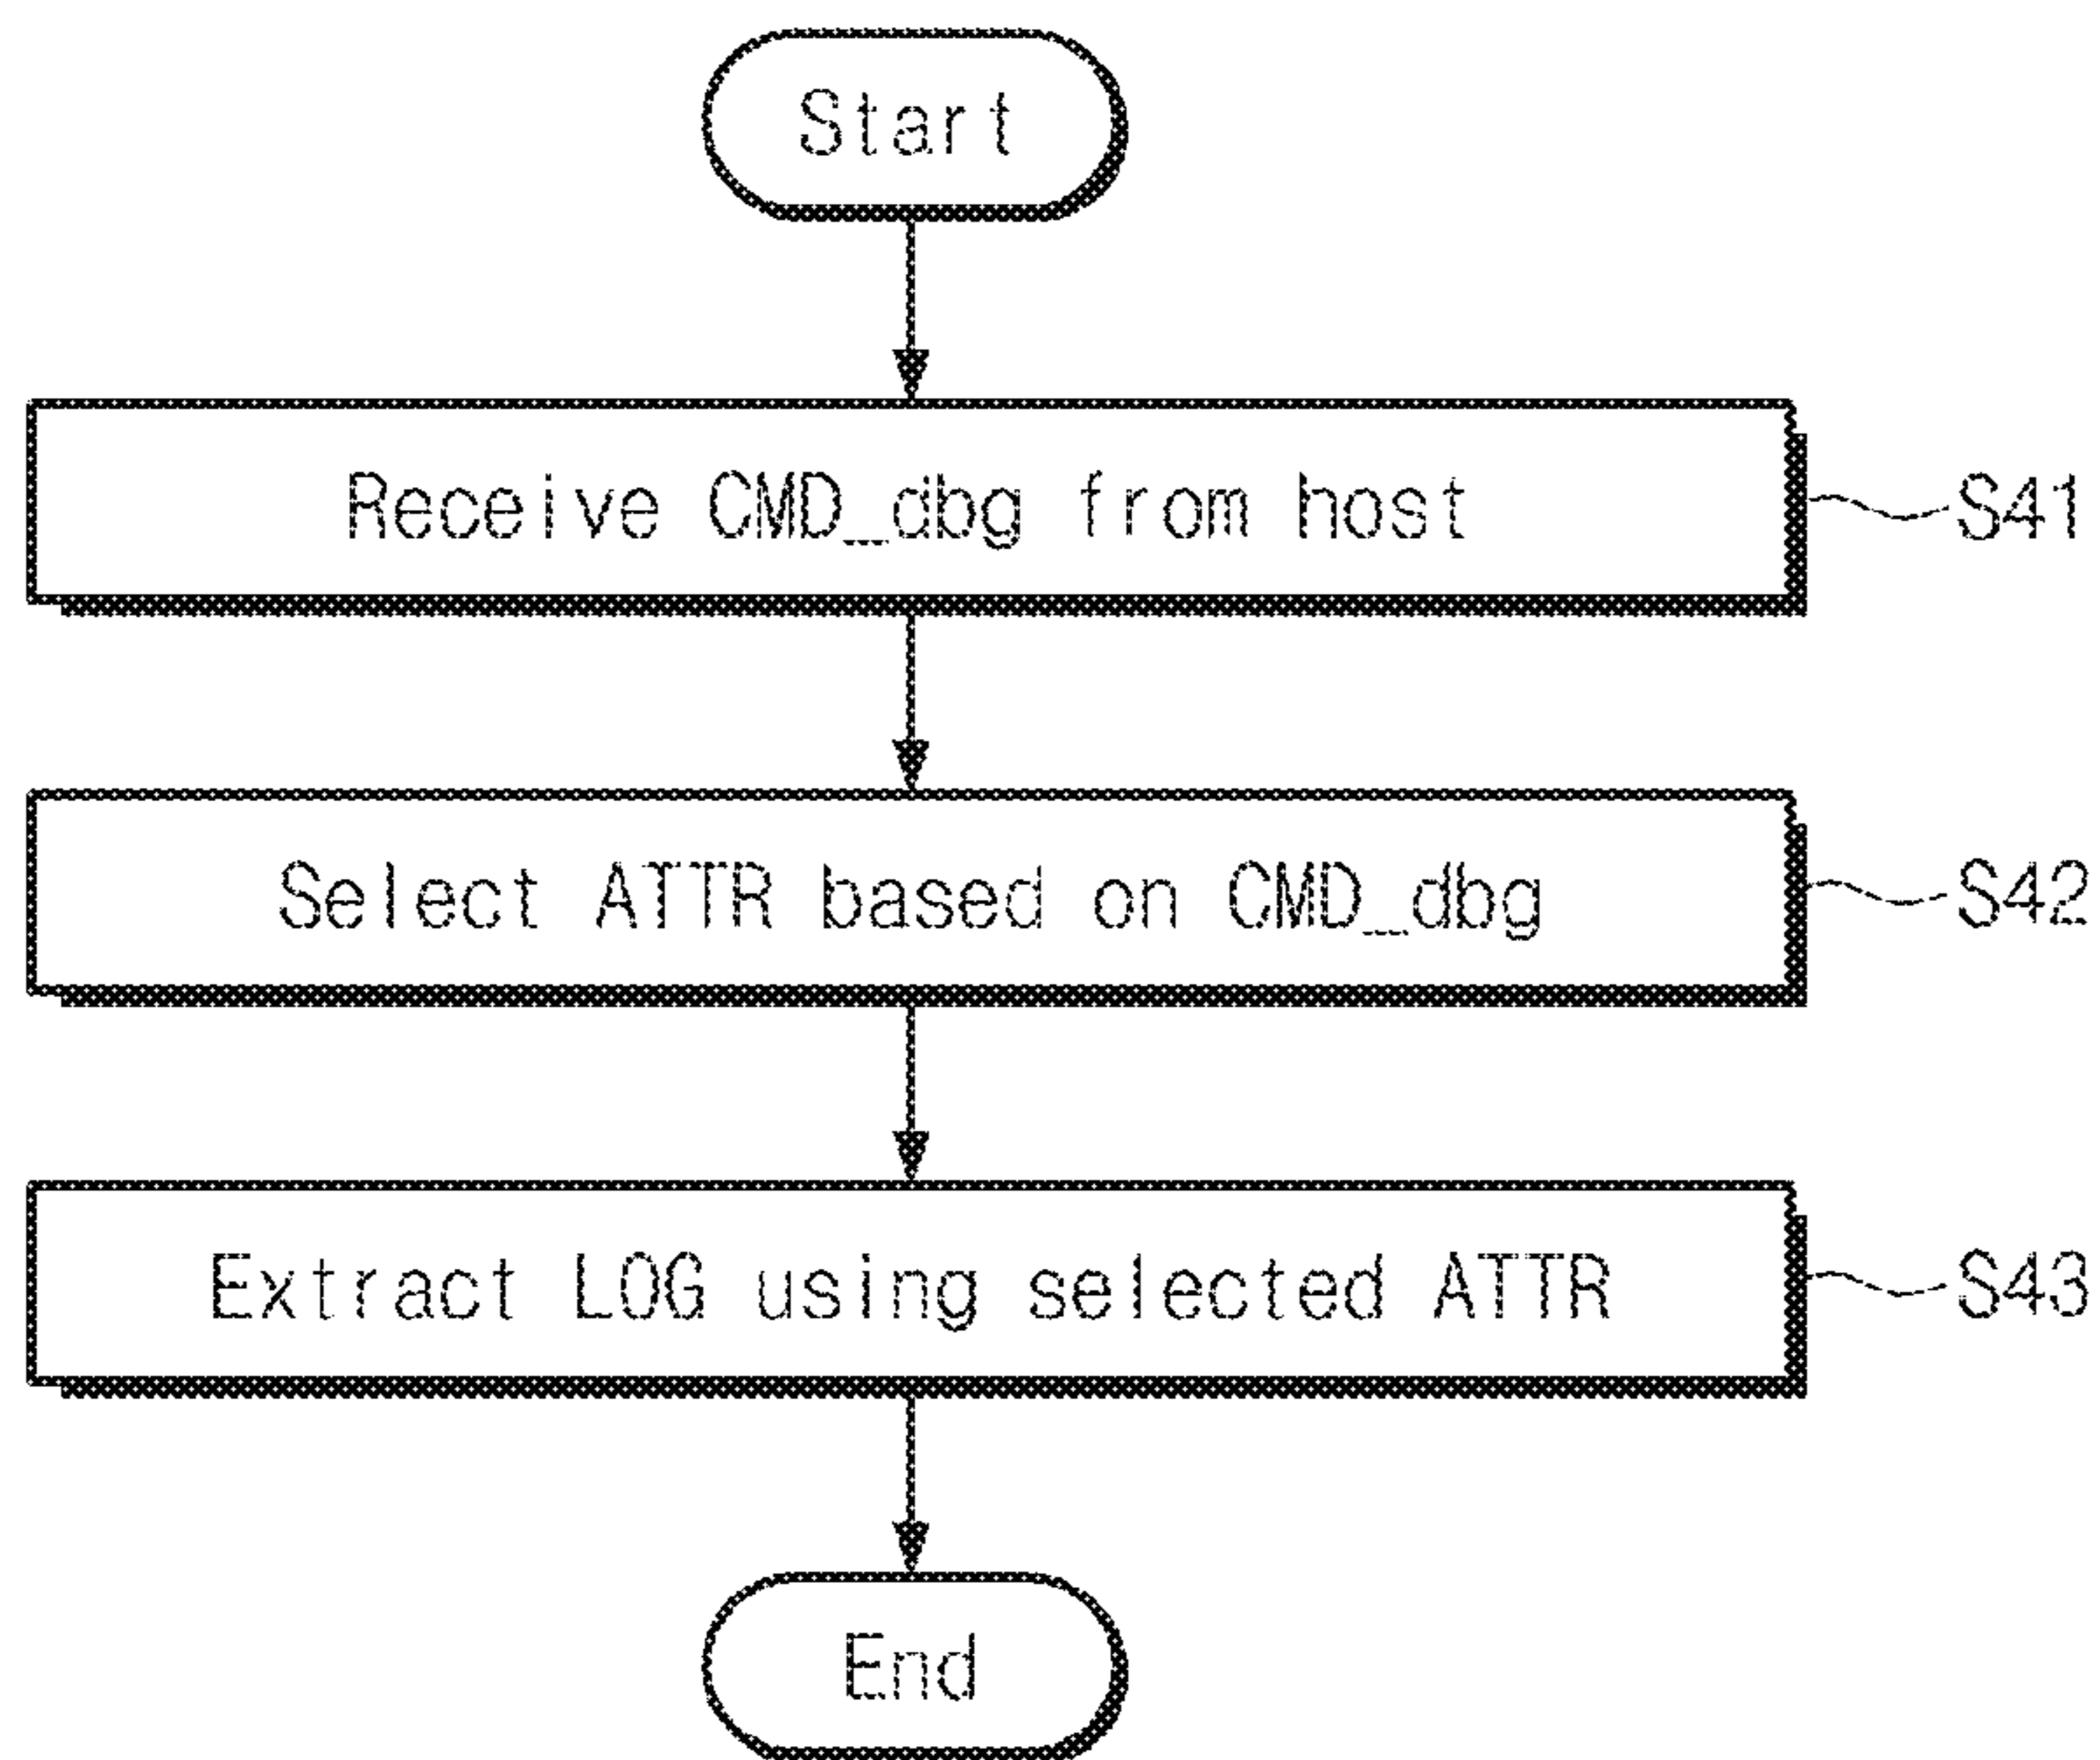 Start
Receive CMD_dbg from host
S41
Select ATTR based on CMD_dbg
S42
Extract LOG using selected ATTR
S43
End